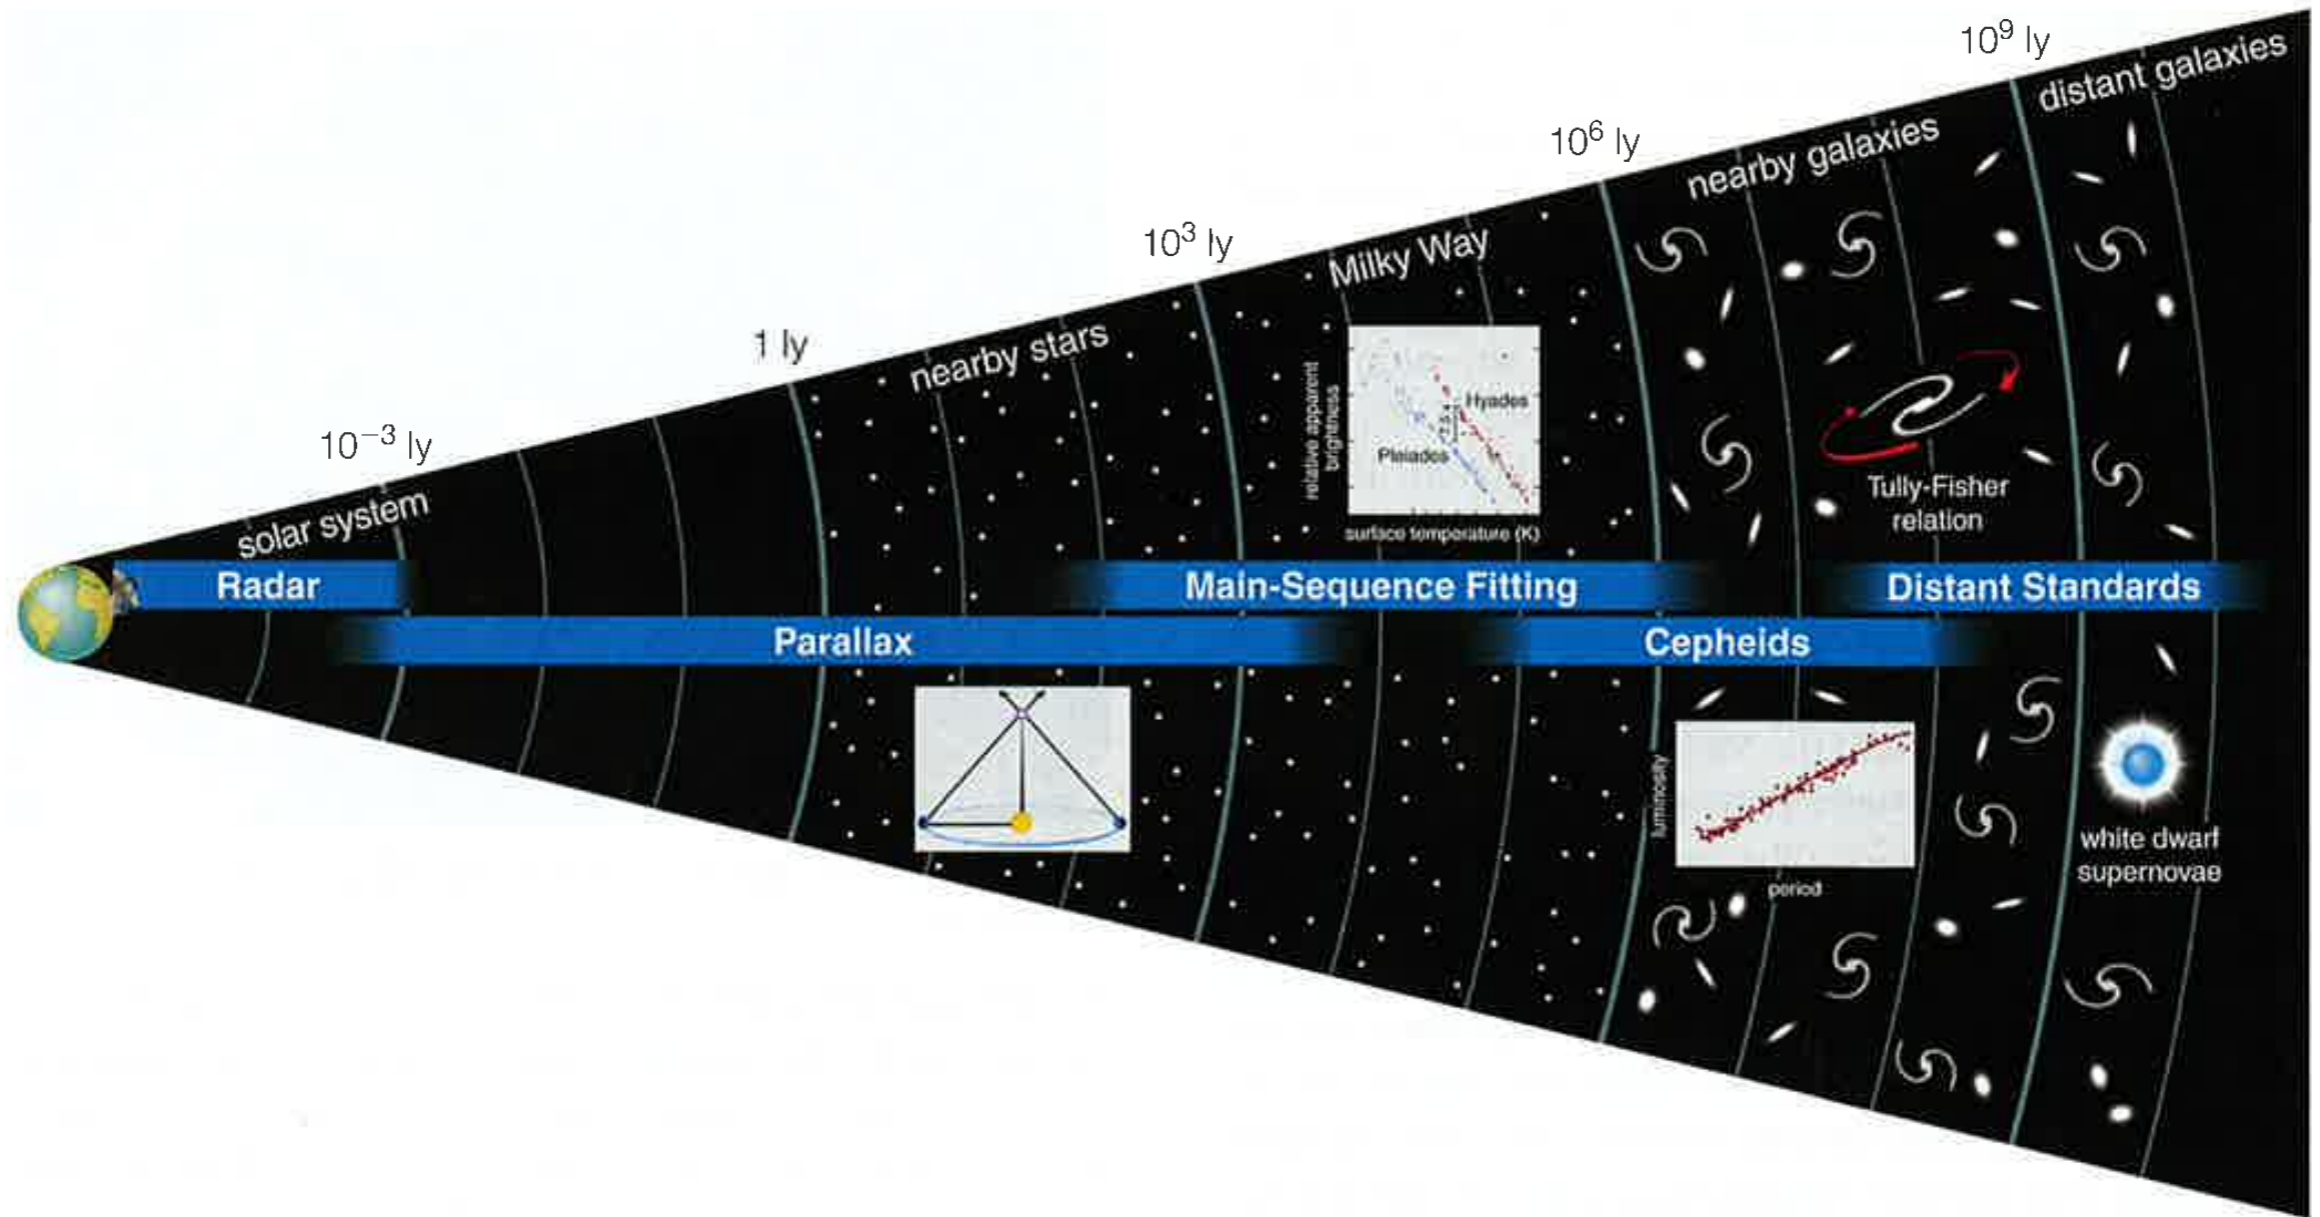 10⁹ ly
distant galaxies
10⁶ ly
nearby galaxies
10³ ly
Milky Way
1 ly
nearby stars
10⁻³ ly
solar system
relative apparent
brightness
Hyades
Pleiades
surface temperature (K)
Tully-Fisher
relation
Radar
Main-Sequence Fitting
Distant Standards
Parallax
Cepheids
luminosity
period
white dwarf
supernovae